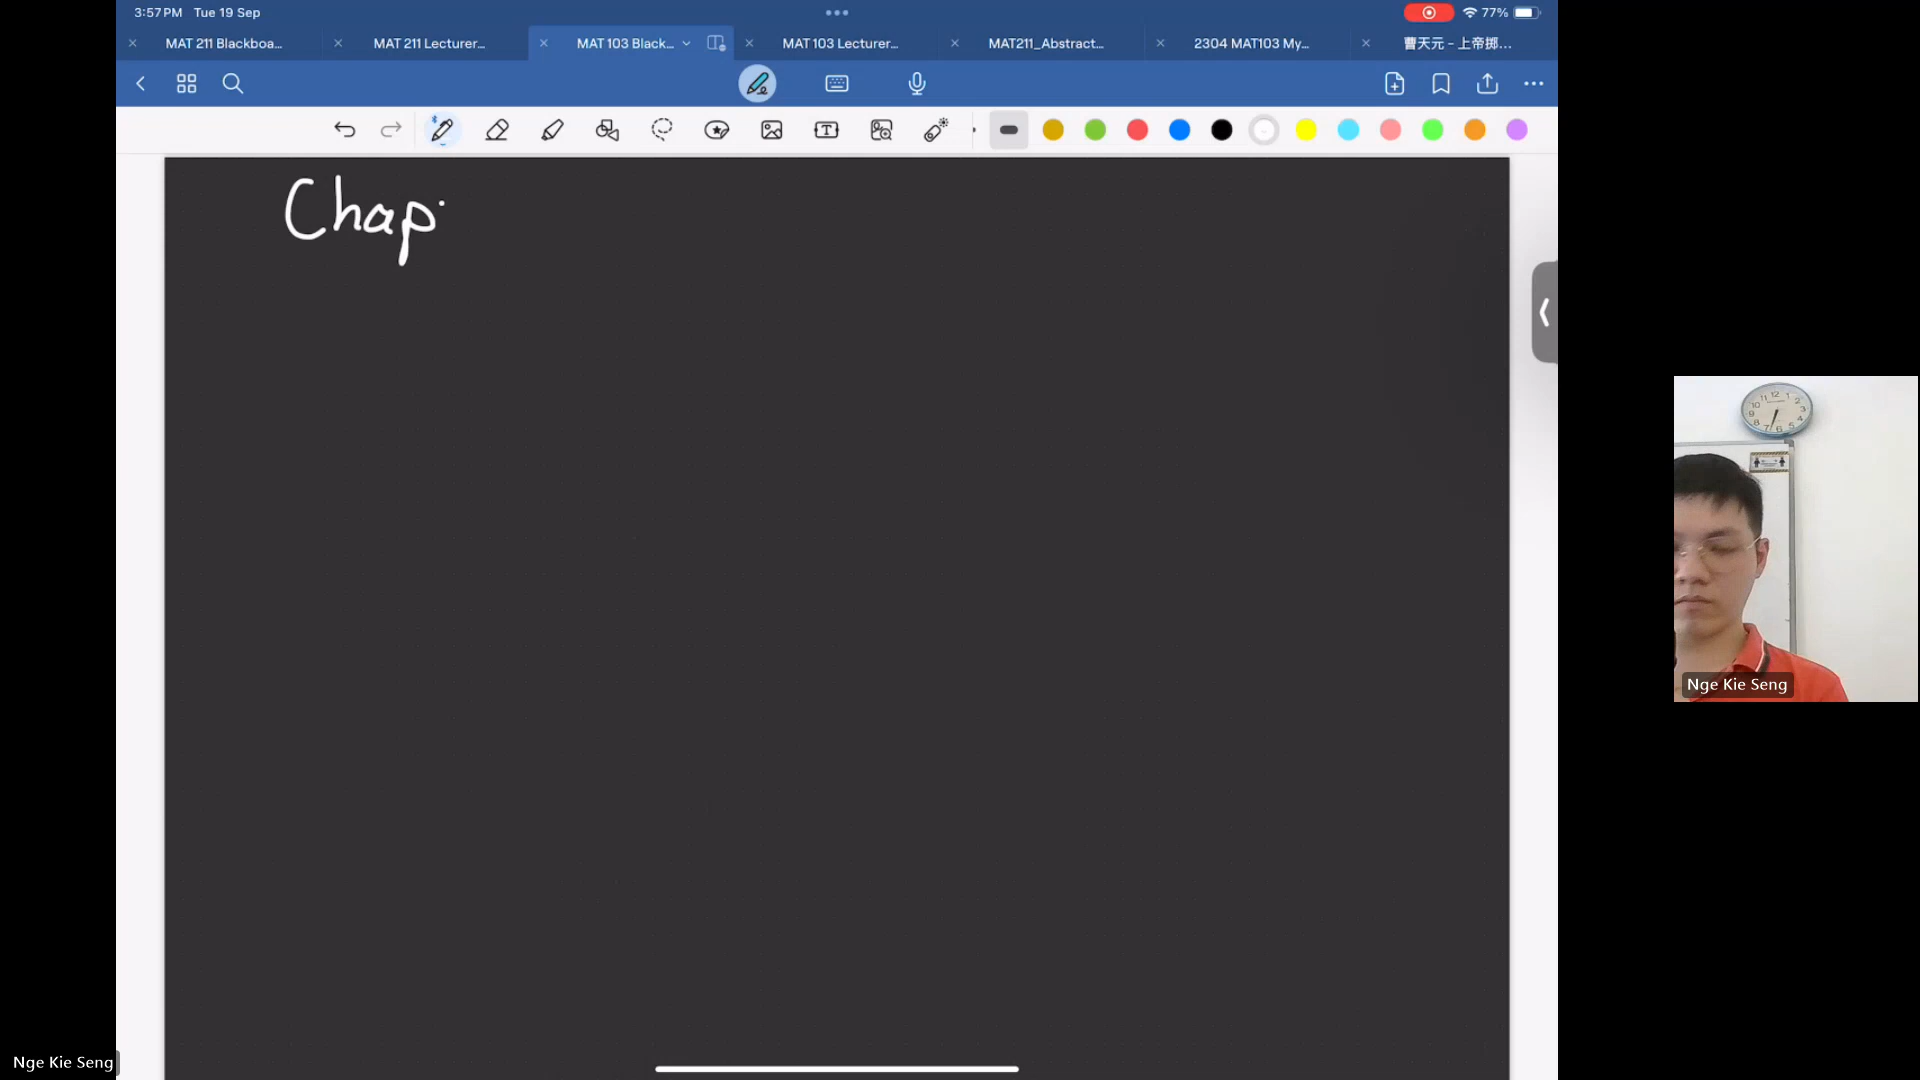 3:57 PM Tue 19 Sep
77%
MAT 211 Blackboa...
MAT 211 Lecturer...
MAT 103 Black...
MAT 103 Lecturer...
MAT211_Abstract...
2304 MAT103 My...
曹天元 - 上帝掷...
Chap
Nge Kie Seng
Nge Kie Seng